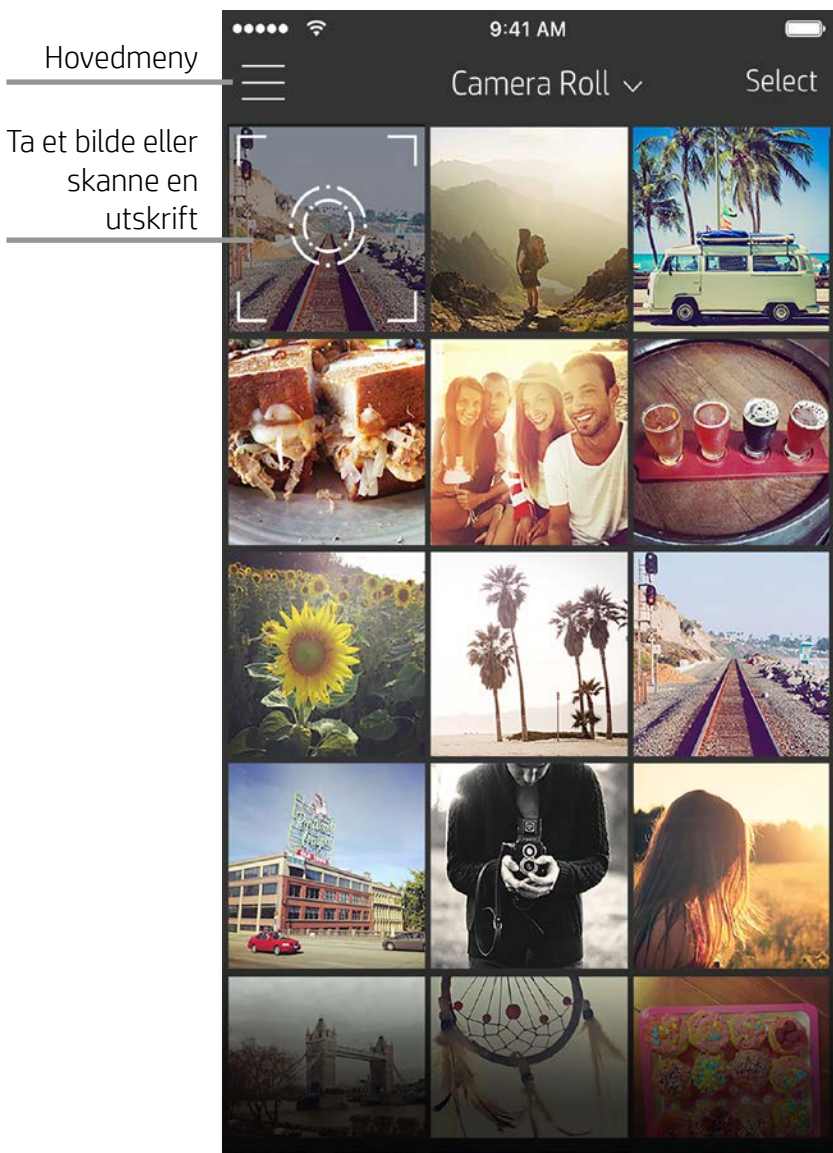 9:41 AM
Hovedmeny
Camera Roll
Select
Ta et bilde eller
skanne en
utskrift